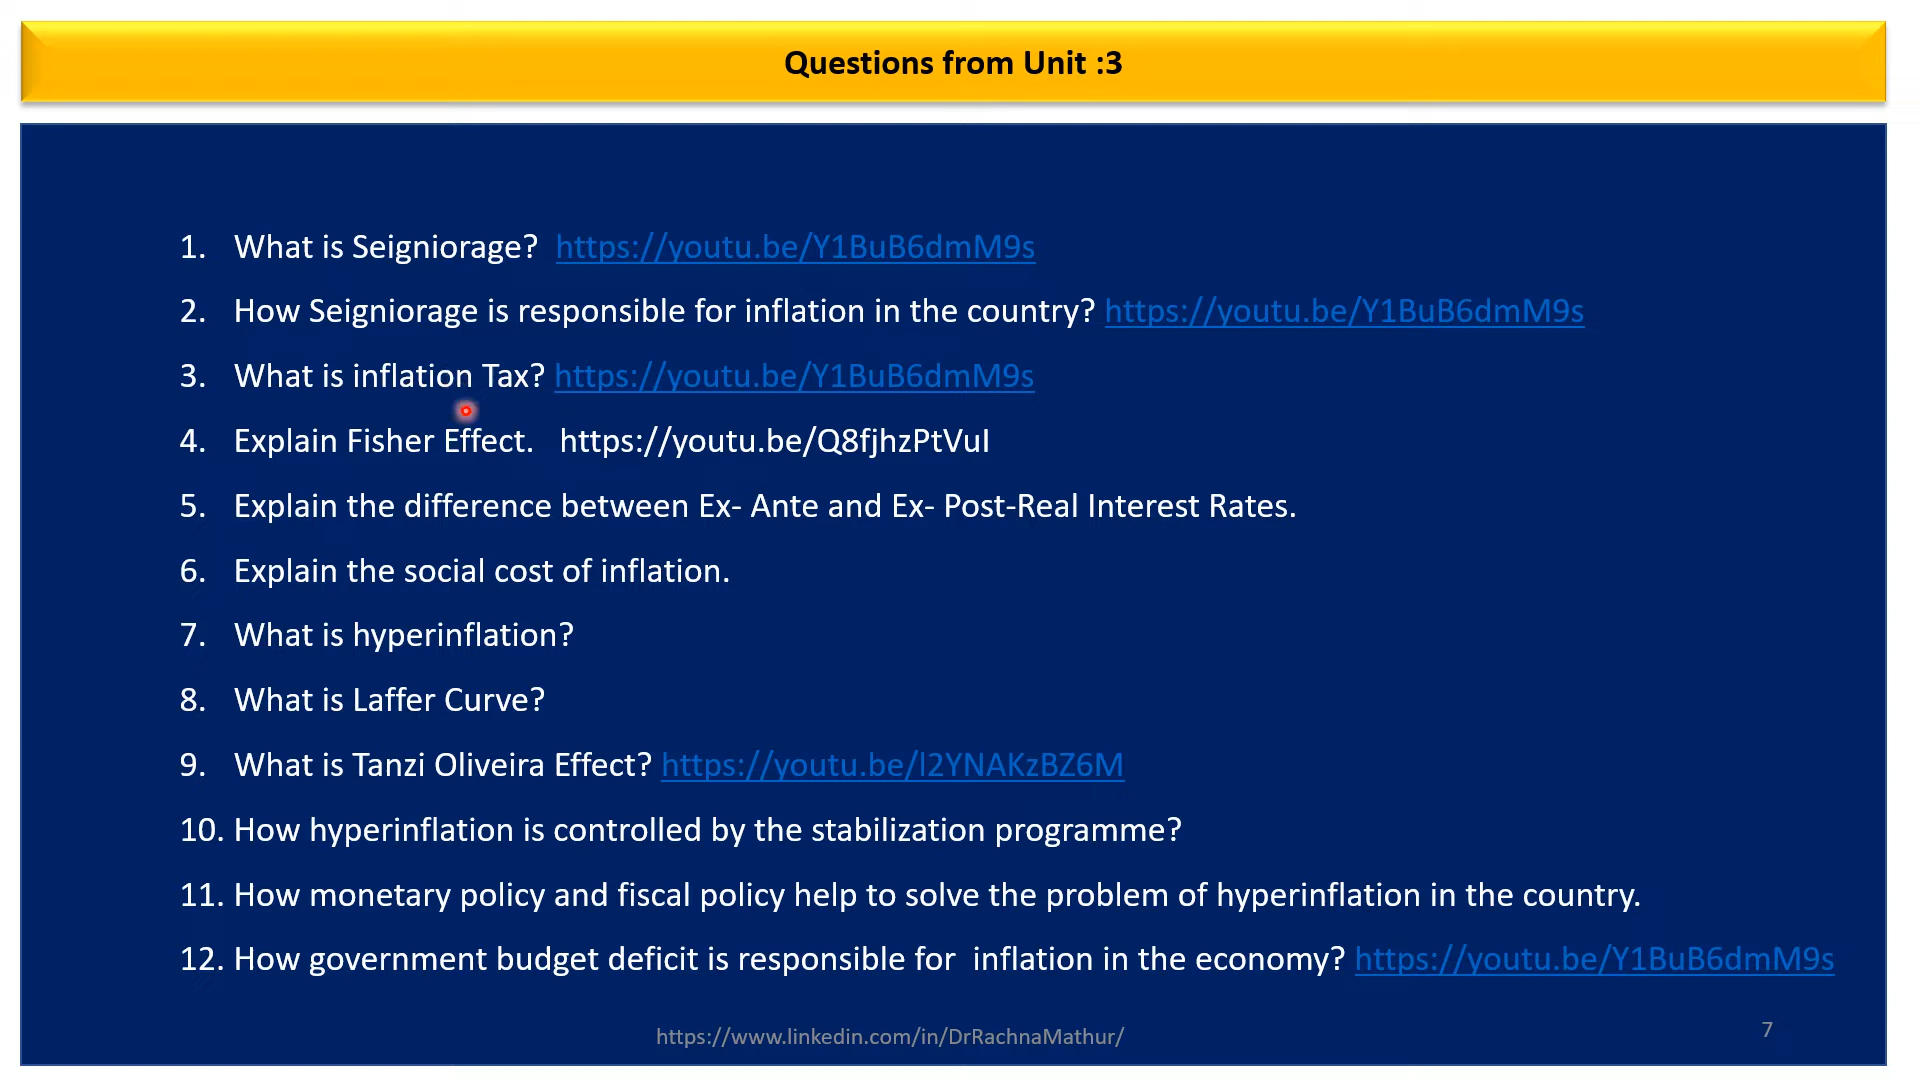 Questions from Unit :3
1. What is Seigniorage? https://youtu.be/Y1BuB6dmM9s
2. How Seigniorage is responsible for inflation in the country? https://youtu.be/Y1BuB6dmM9s
3. What is inflation Tax? https://youtu.be/Y1BuB6dmM9s
4. Explain Fisher Effect. https://youtu.be/Q8fjhzPtVuI
5. Explain the difference between Ex- Ante and Ex- Post-Real Interest Rates.
6. Explain the social cost of inflation.
7. What is hyperinflation?
8. What is Laffer Curve?
9. What is Tanzi Oliveira Effect? https://youtu.be/l2YNAKzBZ6M
10. How hyperinflation is controlled by the stabilization programme?
11. How monetary policy and fiscal policy help to solve the problem of hyperinflation in the country.
12. How government budget deficit is responsible for inflation in the economy? https://youtu.be/Y1BuB6dmM9s
https://www.linkedin.com/in/DrRachnaMathur/
7